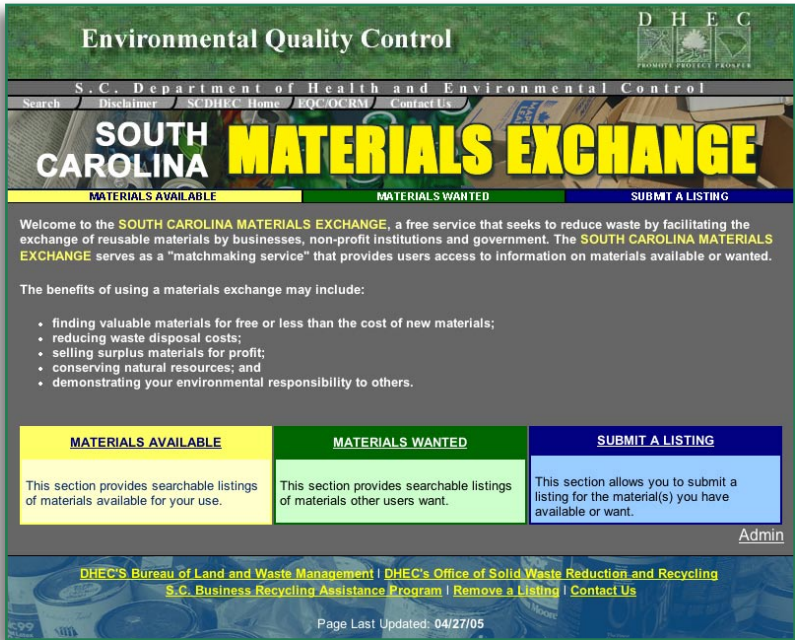 Environmental Quality Control
D H E C
PROMOTE PROTECT PROSPER
S.C. Department of Health and Environmental Control
Search Disclaimer SCDHEC Home EQC/OCRM Contact Us
SOUTH CAROLINA MATERIALS EXCHANGE
MATERIALS AVAILABLE MATERIALS WANTED SUBMIT A LISTING
Welcome to the SOUTH CAROLINA MATERIALS EXCHANGE, a free service that seeks to reduce waste by facilitating the
exchange of reusable materials by businesses, non-profit institutions and government. The SOUTH CAROLINA MATERIALS
EXCHANGE serves as a "matchmaking service" that provides users access to information on materials available or wanted.
The benefits of using a materials exchange may include:
• finding valuable materials for free or less than the cost of new materials;
• reducing waste disposal costs;
• selling surplus materials for profit;
• conserving natural resources; and
• demonstrating your environmental responsibility to others.
MATERIALS AVAILABLE
This section provides searchable listings
of materials available for your use.
MATERIALS WANTED
This section provides searchable listings
of materials other users want.
SUBMIT A LISTING
This section allows you to submit a
listing for the material(s) you have
available or want.
Admin
DHEC'S Bureau of Land and Waste Management | DHEC's Office of Solid Waste Reduction and Recycling
S.C. Business Recycling Assistance Program | Remove a Listing | Contact Us
Moore
Page Last Updated: 04/27/05